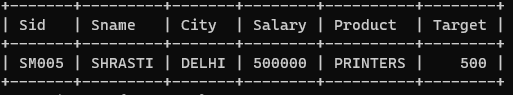 +-------+---------+-------+--------+----------+--------+
| Sid   | Sname   | City  | Salary | Product  | Target |
+-------+---------+-------+--------+----------+--------+
| SM005 | SHRASTI | DELHI | 500000 | PRINTERS |    500 |
+-------+---------+-------+--------+----------+--------+